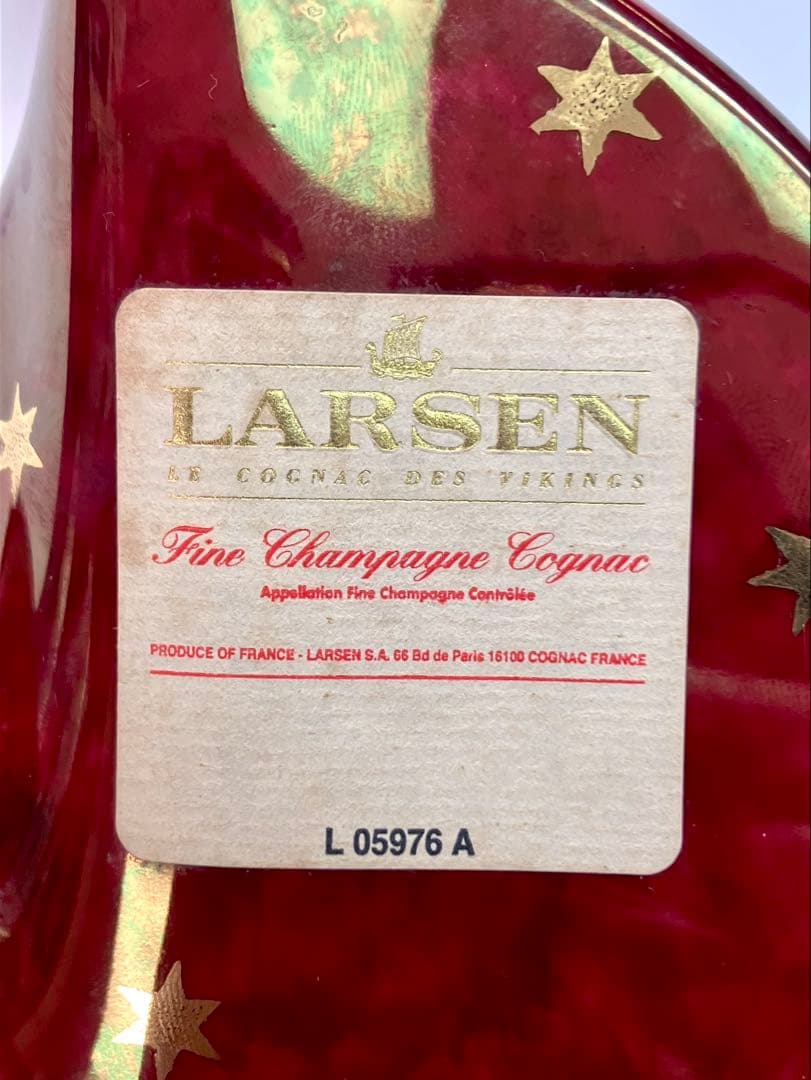 LARSEN
LE COGNAC DES VIKINGS
Fine Champagne Cognac
Appellation Fine Champagne Contrôlée
PRODUCE OF FRANCE - LARSEN S.A. 66 Bd de Paris 16100 COGNAC FRANCE
L 05976 A